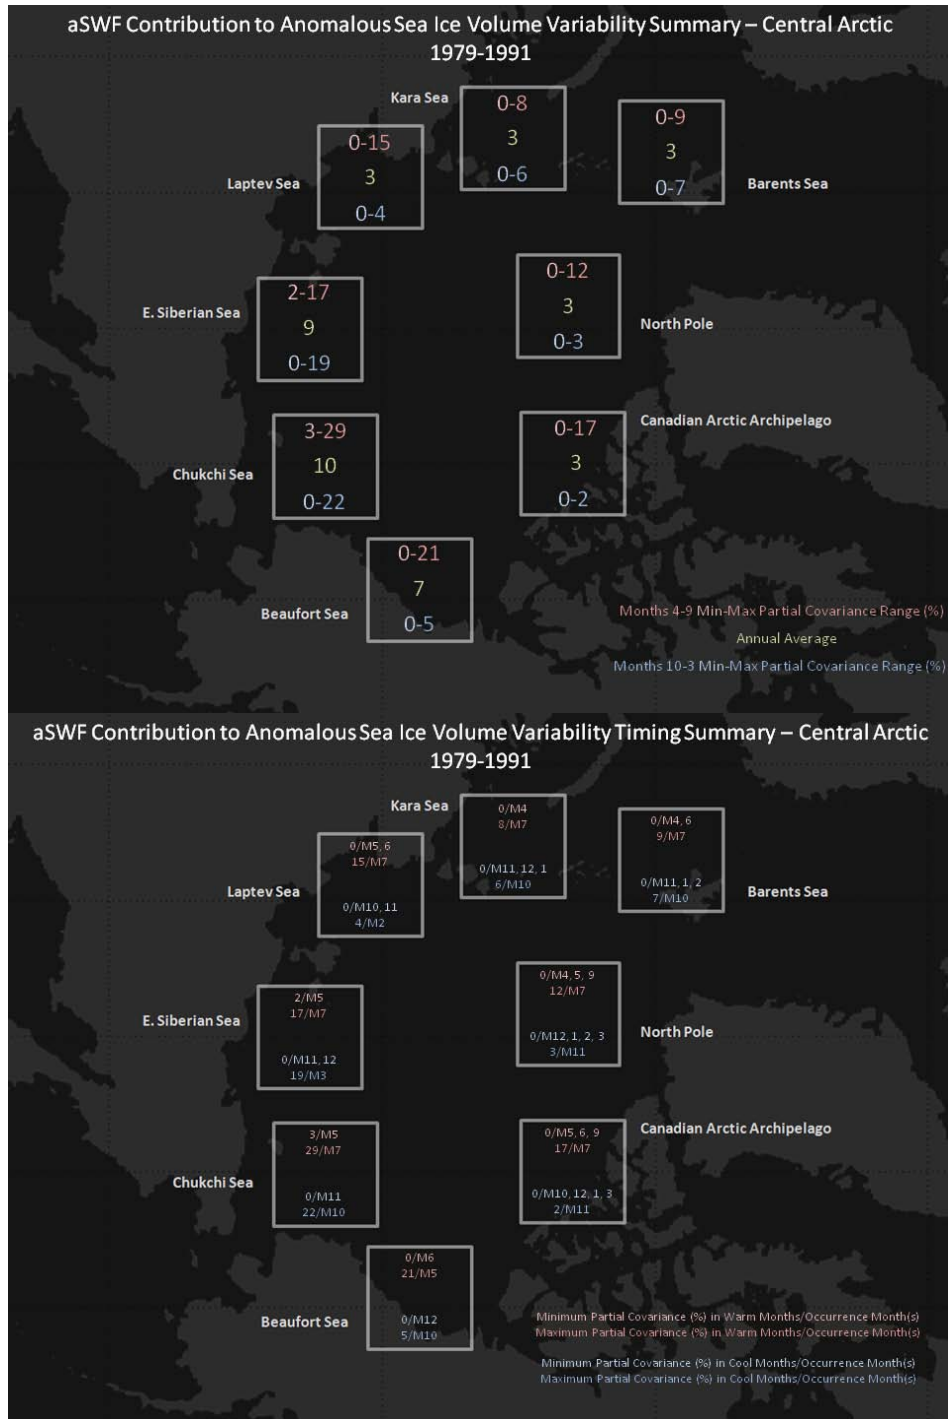 aSWF Contribution to Anomalous Sea Ice Volume Variability Summary – Central Arctic
1979-1991
Kara Sea
0-8
3
0-6
0-9
3
0-7
Barents Sea
0-15
3
0-4
Laptev Sea
2-17
9
0-19
E. Siberian Sea
0-12
3
0-3
North Pole
3-29
10
0-22
Chukchi Sea
0-17
3
0-2
Canadian Arctic Archipelago
0-21
7
0-5
Beaufort Sea
Months 4-9 Min-Max Partial Covariance Range (%)
Annual Average
Months 10-3 Min-Max Partial Covariance Range (%)
aSWF Contribution to Anomalous Sea Ice Volume Variability Timing Summary – Central Arctic
1979-1991
Kara Sea
0/M4
8/M7
0/M11, 12, 1
6/M10
0/M4, 6
9/M7
0/M11, 1, 2
7/M10
Barents Sea
0/M5, 6
15/M7
0/M10, 11
4/M2
Laptev Sea
2/M5
17/M7
0/M11, 12
19/M3
E. Siberian Sea
0/M4, 5, 9
12/M7
0/M12, 1, 2, 3
3/M11
North Pole
3/M5
29/M7
0/M11
22/M10
Chukchi Sea
0/M5, 6, 9
17/M7
0/M10, 12, 1, 3
2/M11
Canadian Arctic Archipelago
0/M6
21/M5
0/M12
5/M10
Beaufort Sea
Minimum Partial Covariance (%) in Warm Months/Occurrence Month(s)
Maximum Partial Covariance (%) in Warm Months/Occurrence Month(s)
Minimum Partial Covariance (%) in Cool Months/Occurrence Month(s)
Maximum Partial Covariance (%) in Cool Months/Occurrence Month(s)